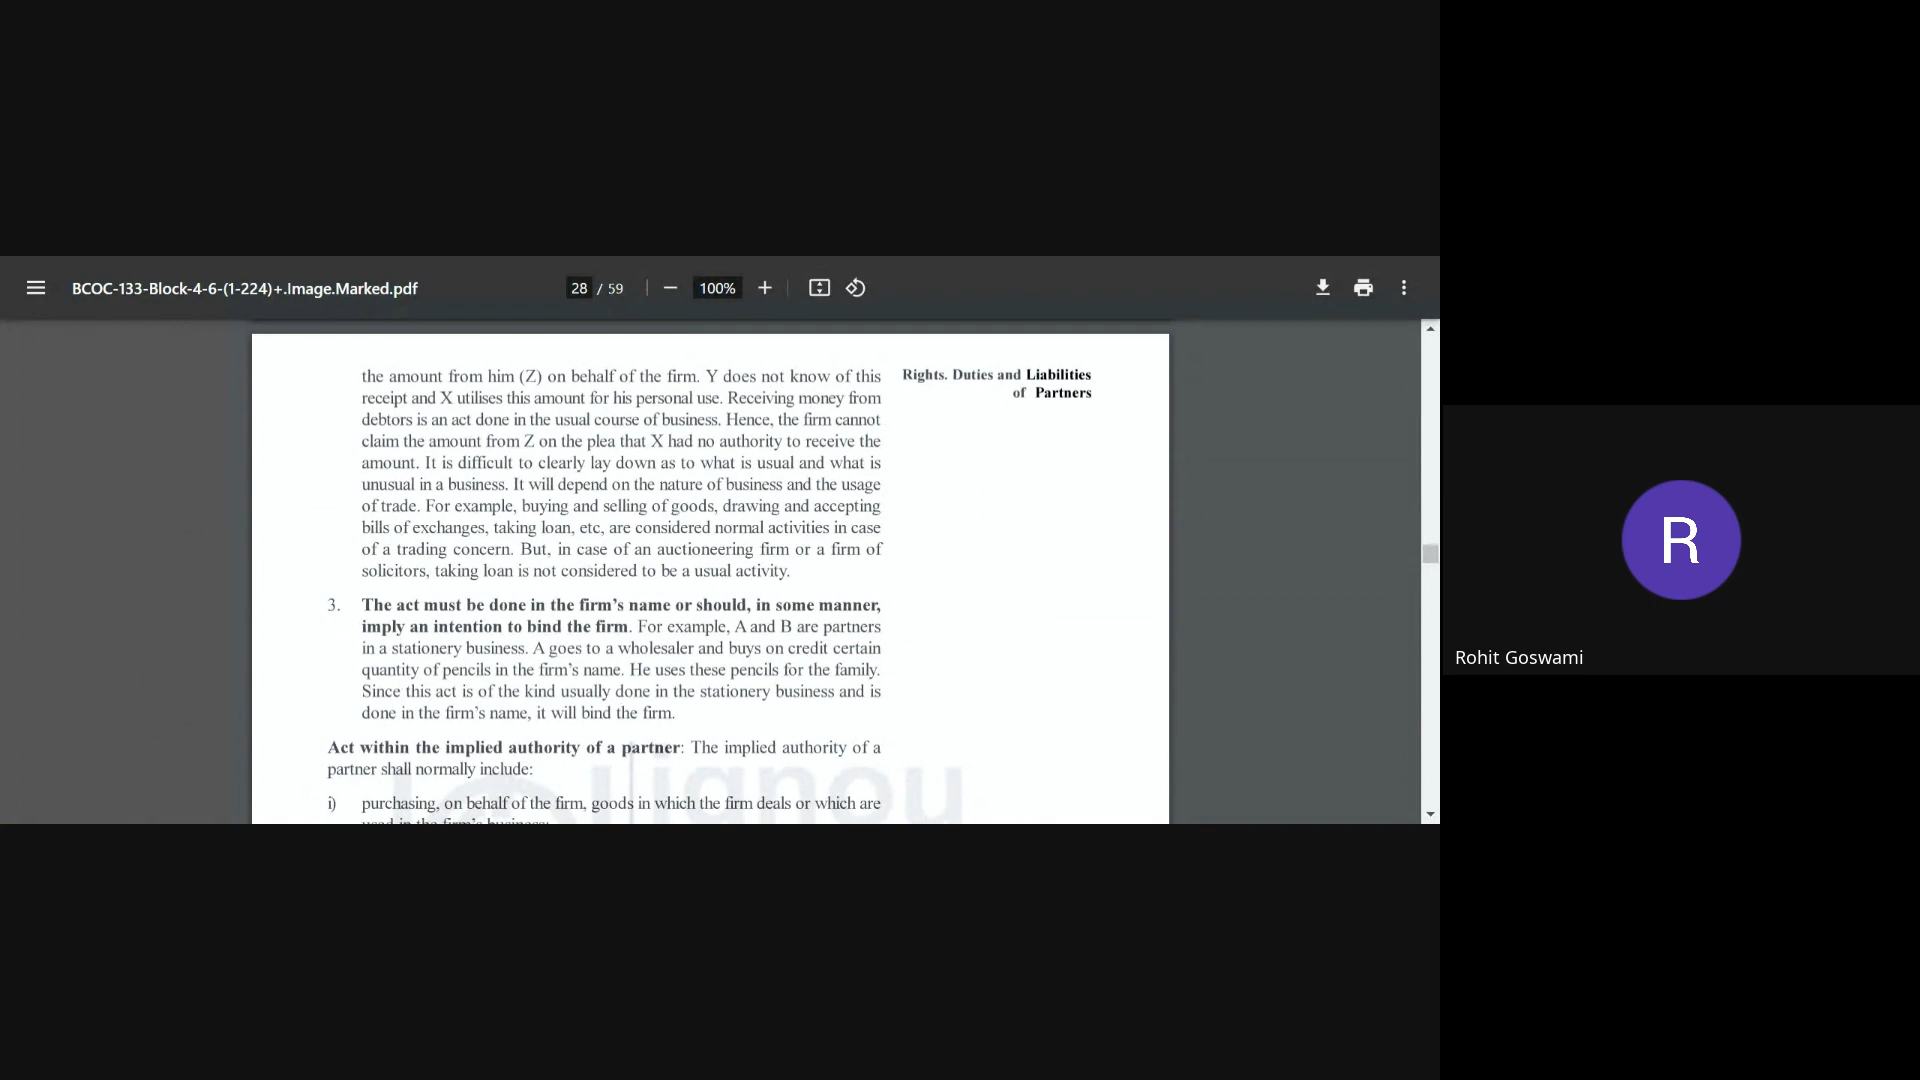 BCOC-133-Block-4-6-(1-224)+.Image.Marked.pdf
28 / 59
100%
the amount from him (Z) on behalf of the firm. Y does not know of this
receipt and X utilises this amount for his personal use. Receiving money from
debtors is an act done in the usual course of business. Hence, the firm cannot
claim the amount from Z on the plea that X had no authority to receive the
amount. It is difficult to clearly lay down as to what is usual and what is
unusual in a business. It will depend on the nature of business and the usage
of trade. For example, buying and selling of goods, drawing and accepting
bills of exchanges, taking loan, etc, are considered normal activities in case
of a trading concern. But, in case of an auctioneering firm or a firm of
solicitors, taking loan is not considered to be a usual activity.
Rights. Duties and Liabilities
of Partners
3. The act must be done in the firm's name or should, in some manner,
imply an intention to bind the firm. For example, A and B are partners
in a stationery business. A goes to a wholesaler and buys on credit certain
quantity of pencils in the firm's name. He uses these pencils for the family.
Since this act is of the kind usually done in the stationery business and is
done in the firm's name, it will bind the firm.
Act within the implied authority of a partner: The implied authority of a
partner shall normally include:
i) purchasing, on behalf of the firm, goods in which the firm deals or which are
used in the firm's business;
ignou
R
Rohit Goswami